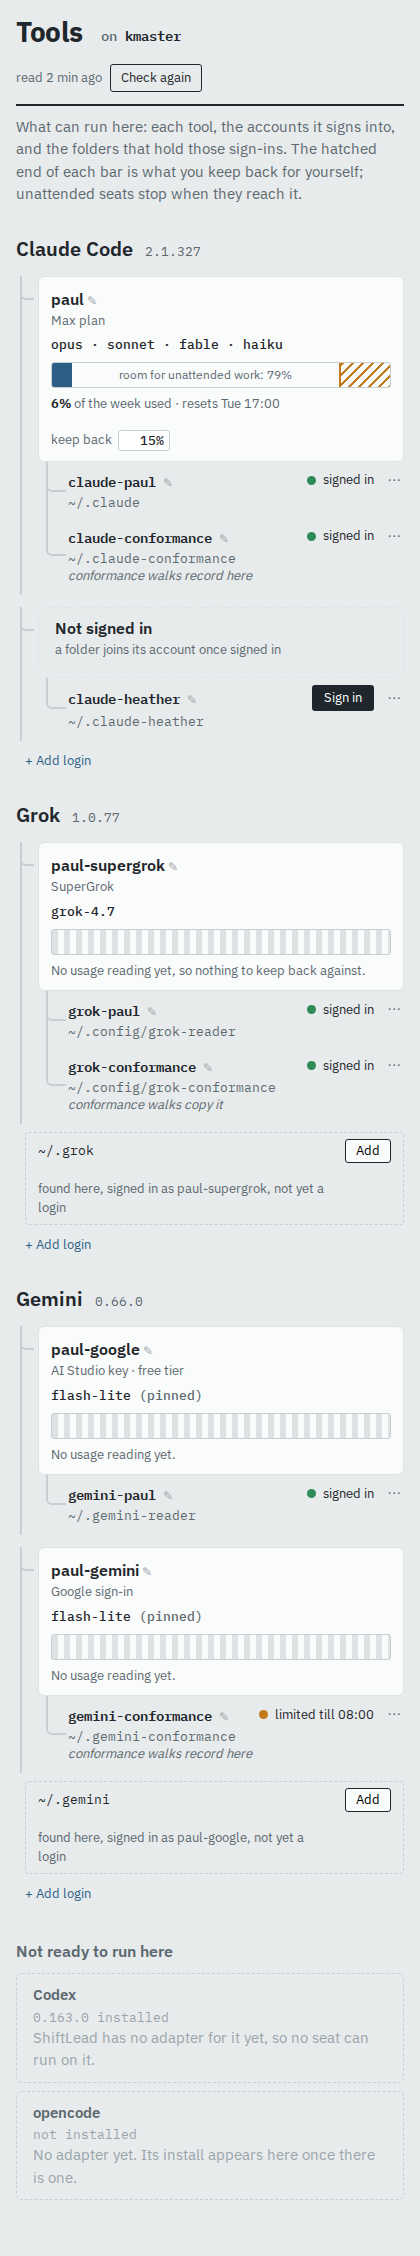 Tools on kmaster
read 2 min ago Check again
What can run here: each tool, the accounts it signs into,
and the folders that hold those sign-ins. The hatched
end of each bar is what you keep back for yourself;
unattended seats stop when they reach it.
Claude Code 2.1.327
paul ✎
Max plan
opus · sonnet · fable · haiku
room for unattended work: 79%
6% of the week used · resets Tue 17:00
keep back 15%
claude-paul ✎ signed in ···
~/.claude
claude-conformance ✎ signed in ···
~/.claude-conformance
conformance walks record here
Not signed in
a folder joins its account once signed in
claude-heather ✎ Sign in ···
~/.claude-heather
+ Add login
Grok 1.0.77
paul-supergrok ✎
SuperGrok
grok-4.7
No usage reading yet, so nothing to keep back against.
grok-paul ✎ signed in ···
~/.config/grok-reader
grok-conformance ✎ signed in ···
~/.config/grok-conformance
conformance walks copy it
~/.grok Add
found here, signed in as paul-supergrok, not yet a
login
+ Add login
Gemini 0.66.0
paul-google ✎
AI Studio key · free tier
flash-lite (pinned)
No usage reading yet.
gemini-paul ✎ signed in ···
~/.gemini-reader
paul-gemini ✎
Google sign-in
flash-lite (pinned)
No usage reading yet.
gemini-conformance ✎ limited till 08:00 ···
~/.gemini-conformance
conformance walks record here
~/.gemini Add
found here, signed in as paul-google, not yet a
login
+ Add login
Not ready to run here
Codex
0.163.0 installed
ShiftLead has no adapter for it yet, so no seat can
run on it.
opencode
not installed
No adapter yet. Its install appears here once there
is one.